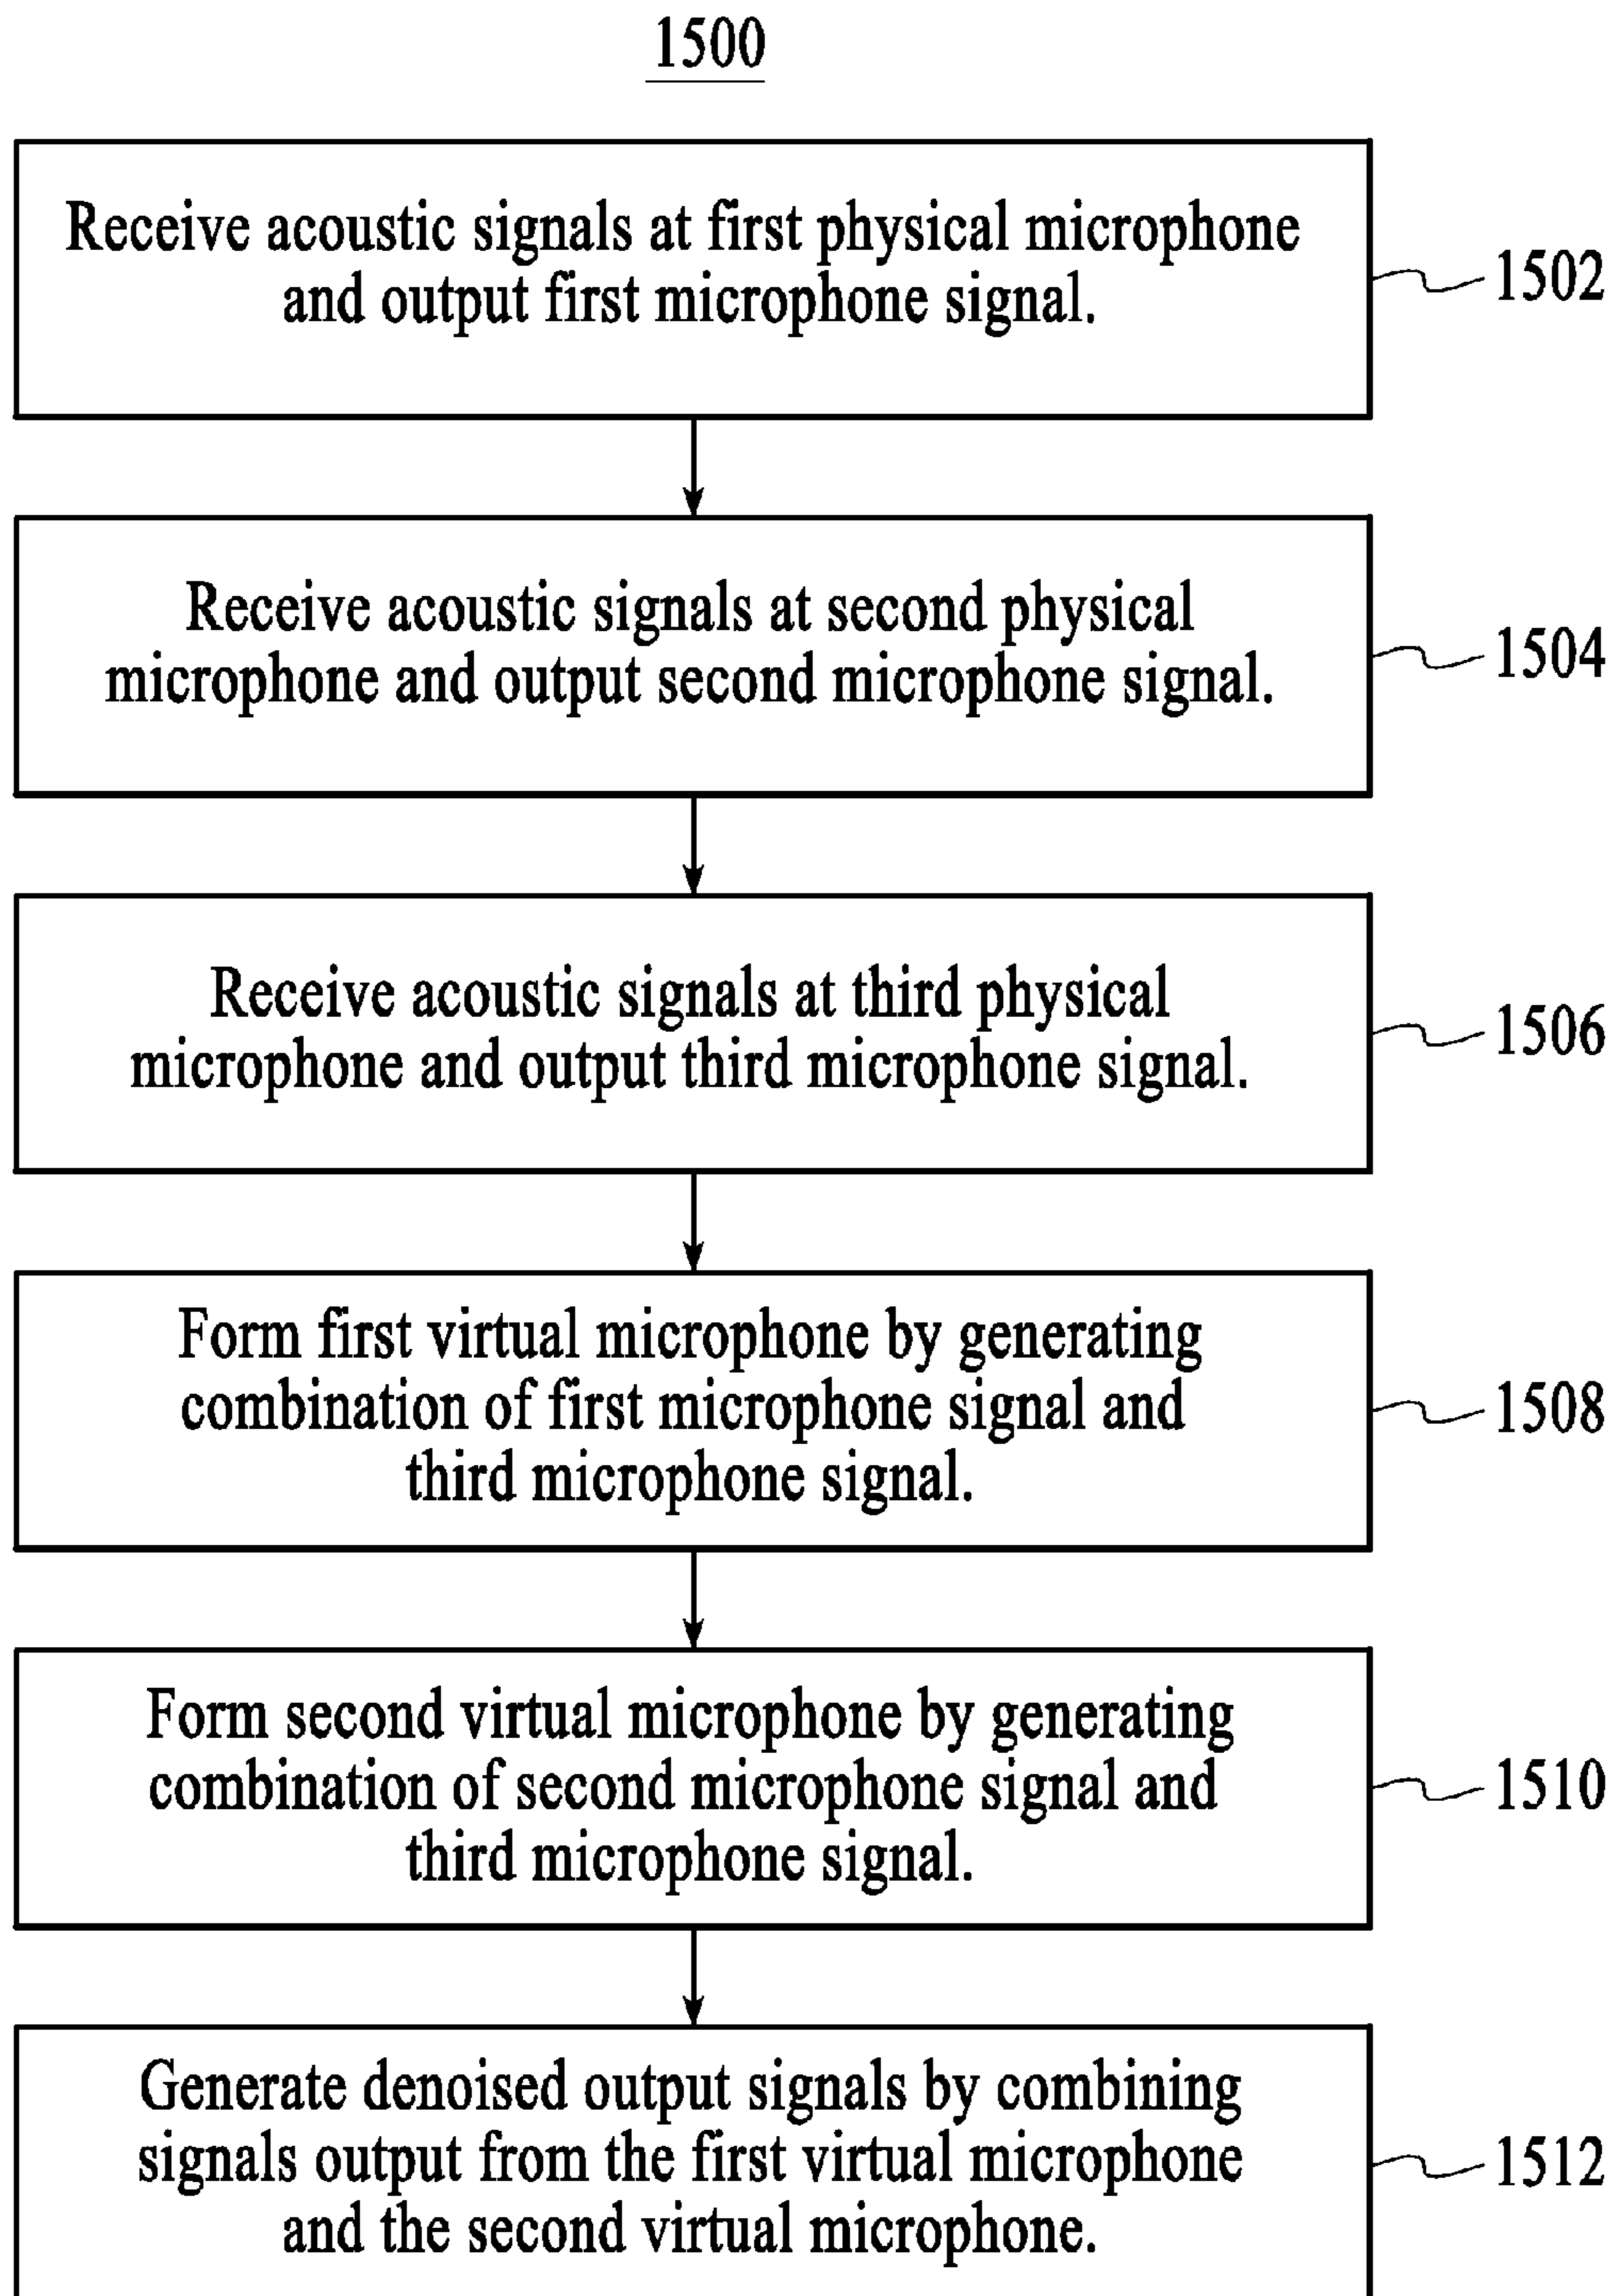 1500
Receive acoustic signals at first physical microphone
and output first microphone signal.
1502
Receive acoustic signals at second physical
microphone and output second microphone signal.
1504
Receive acoustic signals at third physical
microphone and output third microphone signal.
1506
Form first virtual microphone by generating
combination of first microphone signal and
third microphone signal.
1508
Form second virtual microphone by generating
combination of second microphone signal and
third microphone signal.
1510
Generate denoised output signals by combining
signals output from the first virtual microphone
and the second virtual microphone.
1512